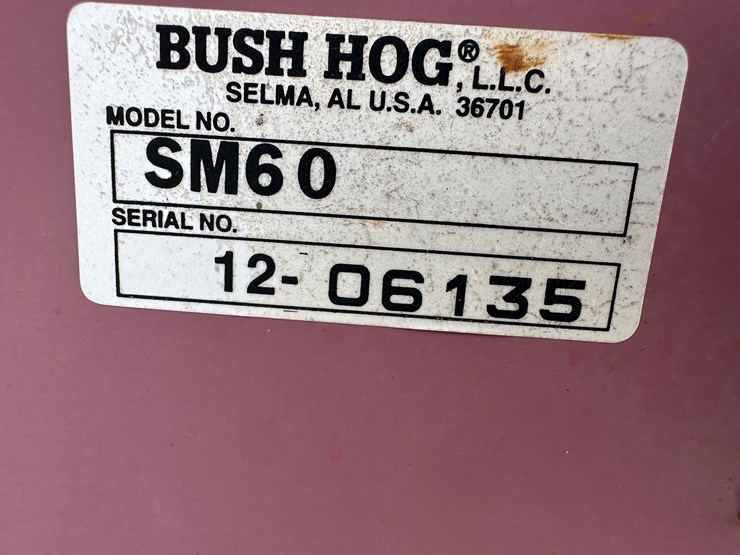 BUSH HOG®, L.L.C.
SELMA, AL U.S.A. 36701
MODEL NO.
SM60
SERIAL NO.
12- 06135